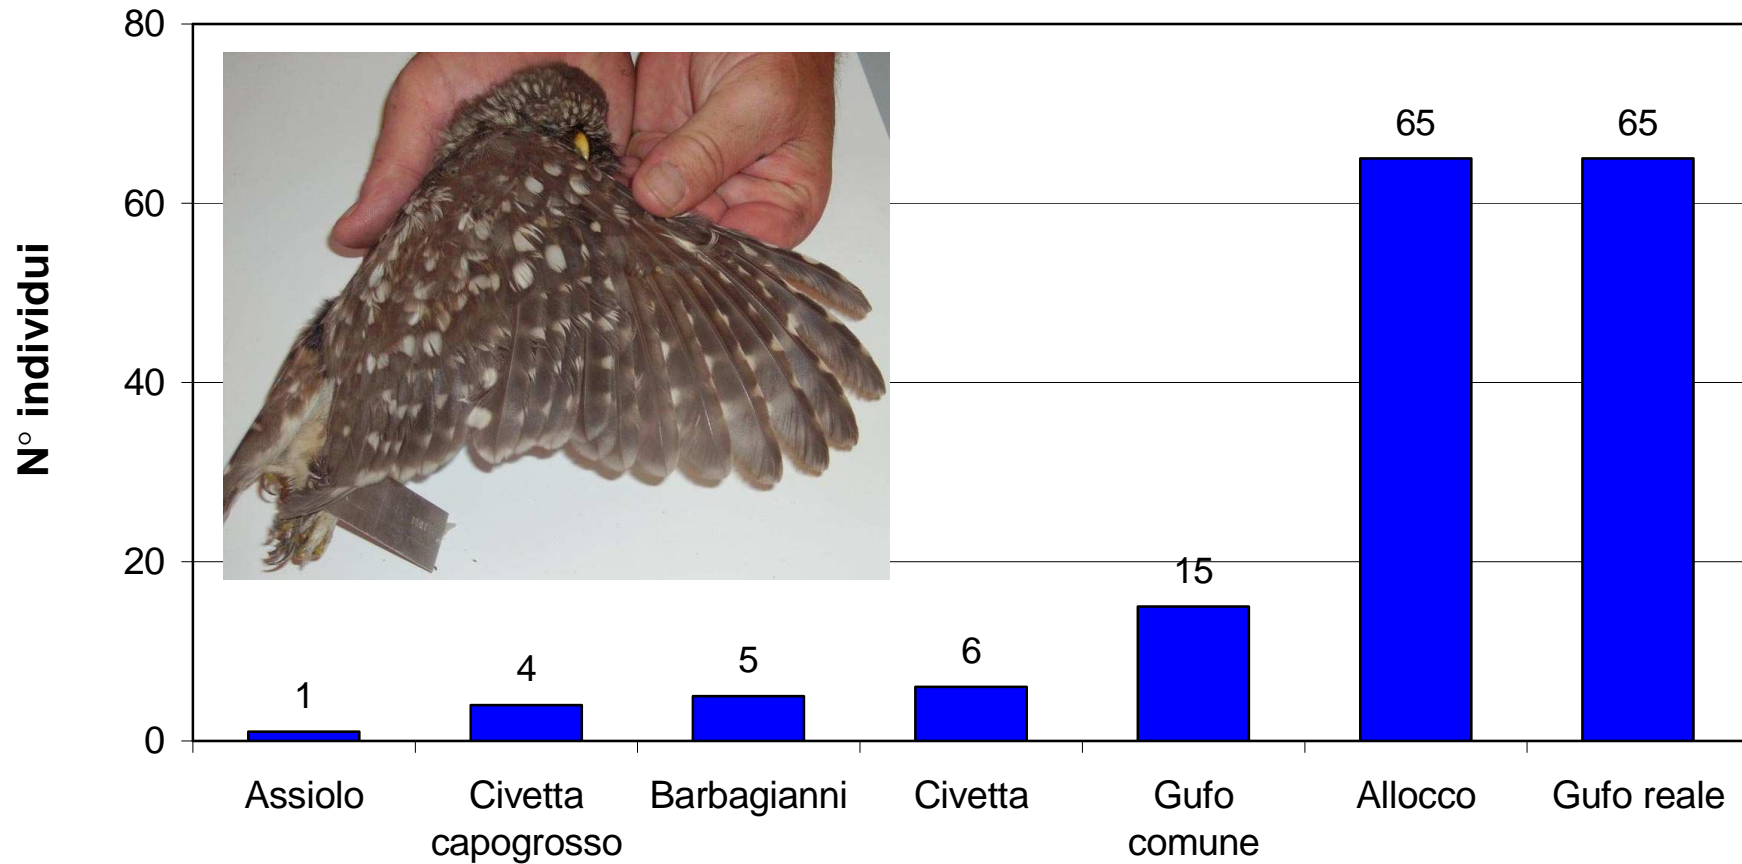 N° individui
80
60
40
20
0
1
4
5
6
15
65
65
Assiolo
Civetta
capogrosso
Barbagianni
Civetta
Gufo
comune
Allocco
Gufo reale